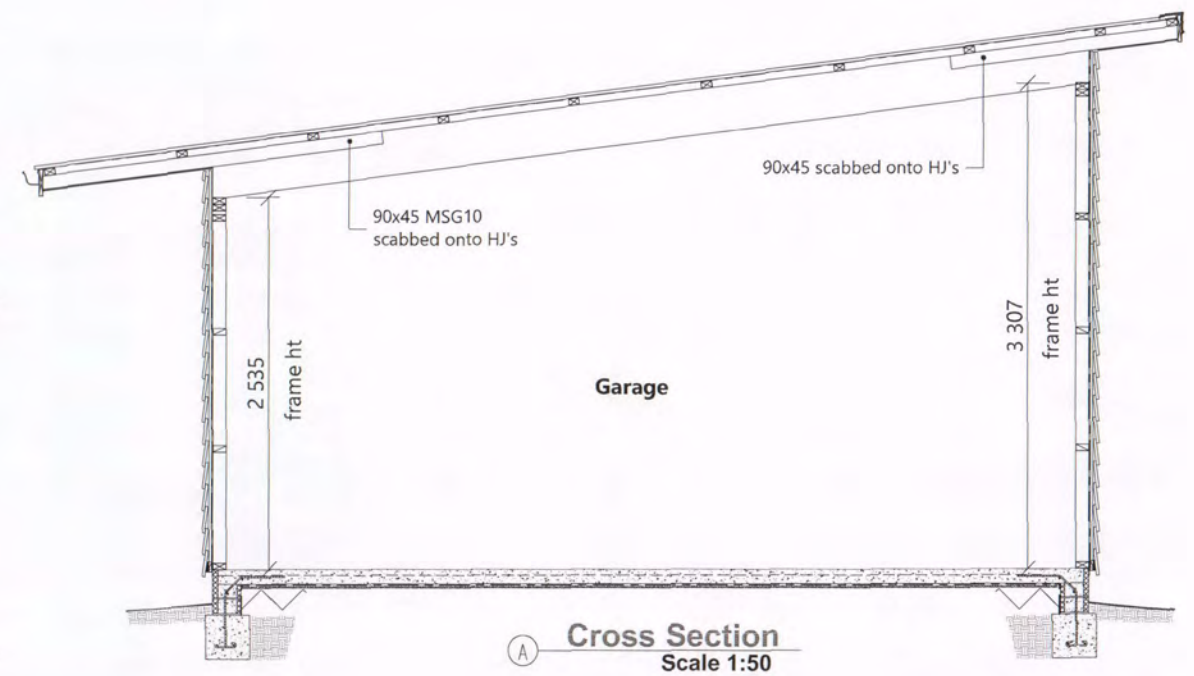 90x45 scabbed onto HJ's
90x45 MSG10
scabbed onto HJ's
2 535
frame ht
3 307
frame ht
Garage
A
Cross Section
Scale 1:50